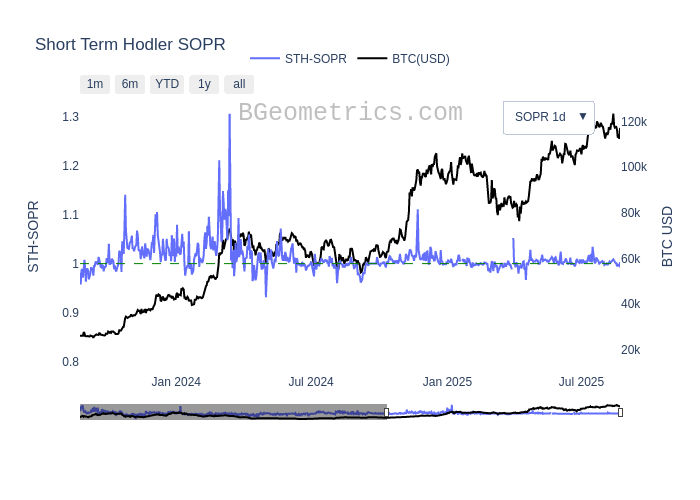 Short Term Hodler SOPR
STH-SOPR
BTC(USD)
1m 6m YTD 1y all
BGeometrics.com
SOPR 1d ▼
1.3
1.2
1.1
1
0.9
0.8
STH-SOPR
120k
100k
80k
60k
40k
20k
BTC USD
Jan 2024
Jul 2024
Jan 2025
Jul 2025